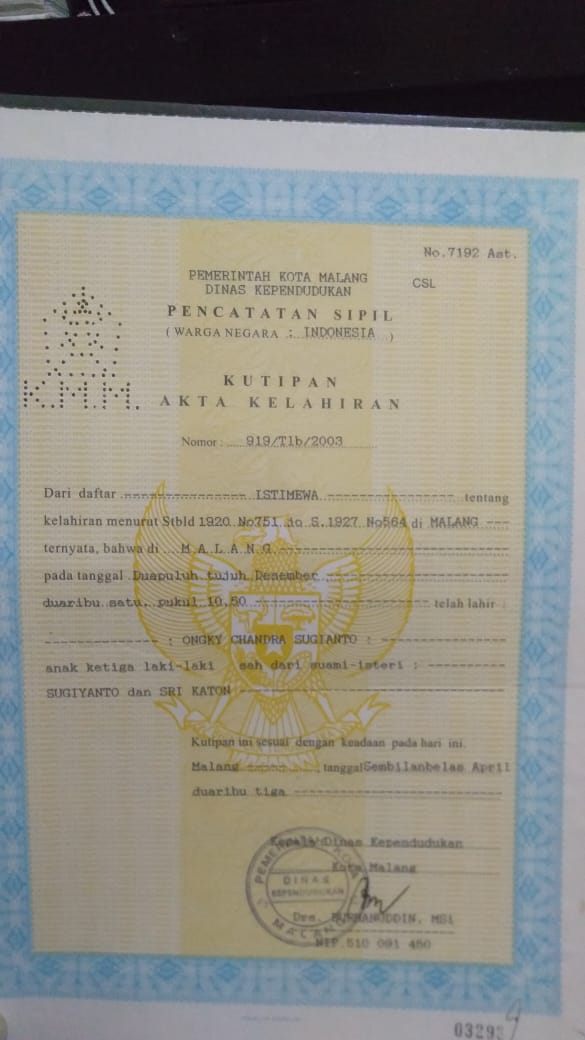 No.7192 Ast.
PEMERINTAH KOTA MALANG
DINAS KEPENDUDUKAN
CSL
PENCATATAN SIPIL
( WARGA NEGARA : INDONESIA )
K.M.M.
KUTIPAN
AKTA KELAHIRAN
Nomor : 919/Tlb/2003
Dari daftar ISTIMEWA tentang
kelahiran menurut Stbld 1920 No751 jo S.1927 No564 di MALANG
ternyata, bahwa di M A L A N G
pada tanggal Duapuluh tujuh Desember
duaribu satu, pukul 10,50 telah lahir :
: ONGKY CHANDRA SUGIANTO :
anak ketiga laki-laki sah dari suami-isteri :
SUGIYANTO dan SRI KATON
Kutipan ini sesuai dengan keadaan pada hari ini.
Malang , tanggal Sembilanbelas April
duaribu tiga
Kepala Dinas Kependudukan
Kota Malang
PEMERINTAH KOTA
DINAS
KEPENDUDUKAN
MALANG
Drs. BURHANUDDIN, MSi
NIP.510 091 450
03293